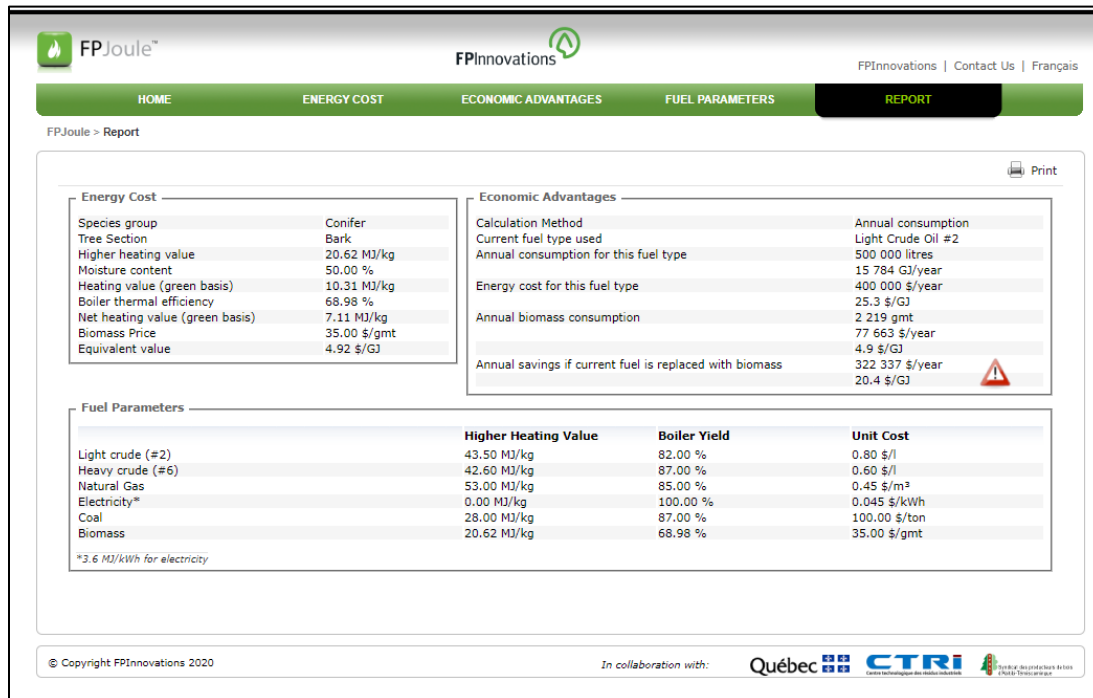 FPJoule™
FPInnovations
FPInnovations | Contact Us | Français
HOME ENERGY COST ECONOMIC ADVANTAGES FUEL PARAMETERS REPORT
FPJoule > Report
Print
Energy Cost
Species group Conifer
Tree Section Bark
Higher heating value 20.62 MJ/kg
Moisture content 50.00 %
Heating value (green basis) 10.31 MJ/kg
Boiler thermal efficiency 68.98 %
Net heating value (green basis) 7.11 MJ/kg
Biomass Price 35.00 $/gmt
Equivalent value 4.92 $/GJ
Economic Advantages
Calculation Method Annual consumption
Current fuel type used Light Crude Oil #2
Annual consumption for this fuel type 500 000 litres
15 784 GJ/year
Energy cost for this fuel type 400 000 $/year
25.3 $/GJ
Annual biomass consumption 2 219 gmt
77 663 $/year
4.9 $/GJ
Annual savings if current fuel is replaced with biomass 322 337 $/year
20.4 $/GJ
Fuel Parameters
Higher Heating Value Boiler Yield Unit Cost
Light crude (#2) 43.50 MJ/kg 82.00 % 0.80 $/l
Heavy crude (#6) 42.60 MJ/kg 87.00 % 0.60 $/l
Natural Gas 53.00 MJ/kg 85.00 % 0.45 $/m³
Electricity* 0.00 MJ/kg 100.00 % 0.045 $/kWh
Coal 28.00 MJ/kg 87.00 % 100.00 $/ton
Biomass 20.62 MJ/kg 68.98 % 35.00 $/gmt
*3.6 MJ/kWh for electricity
© Copyright FPInnovations 2020
In collaboration with:
Québec
CTRi
Centre technologique des résidus industriels